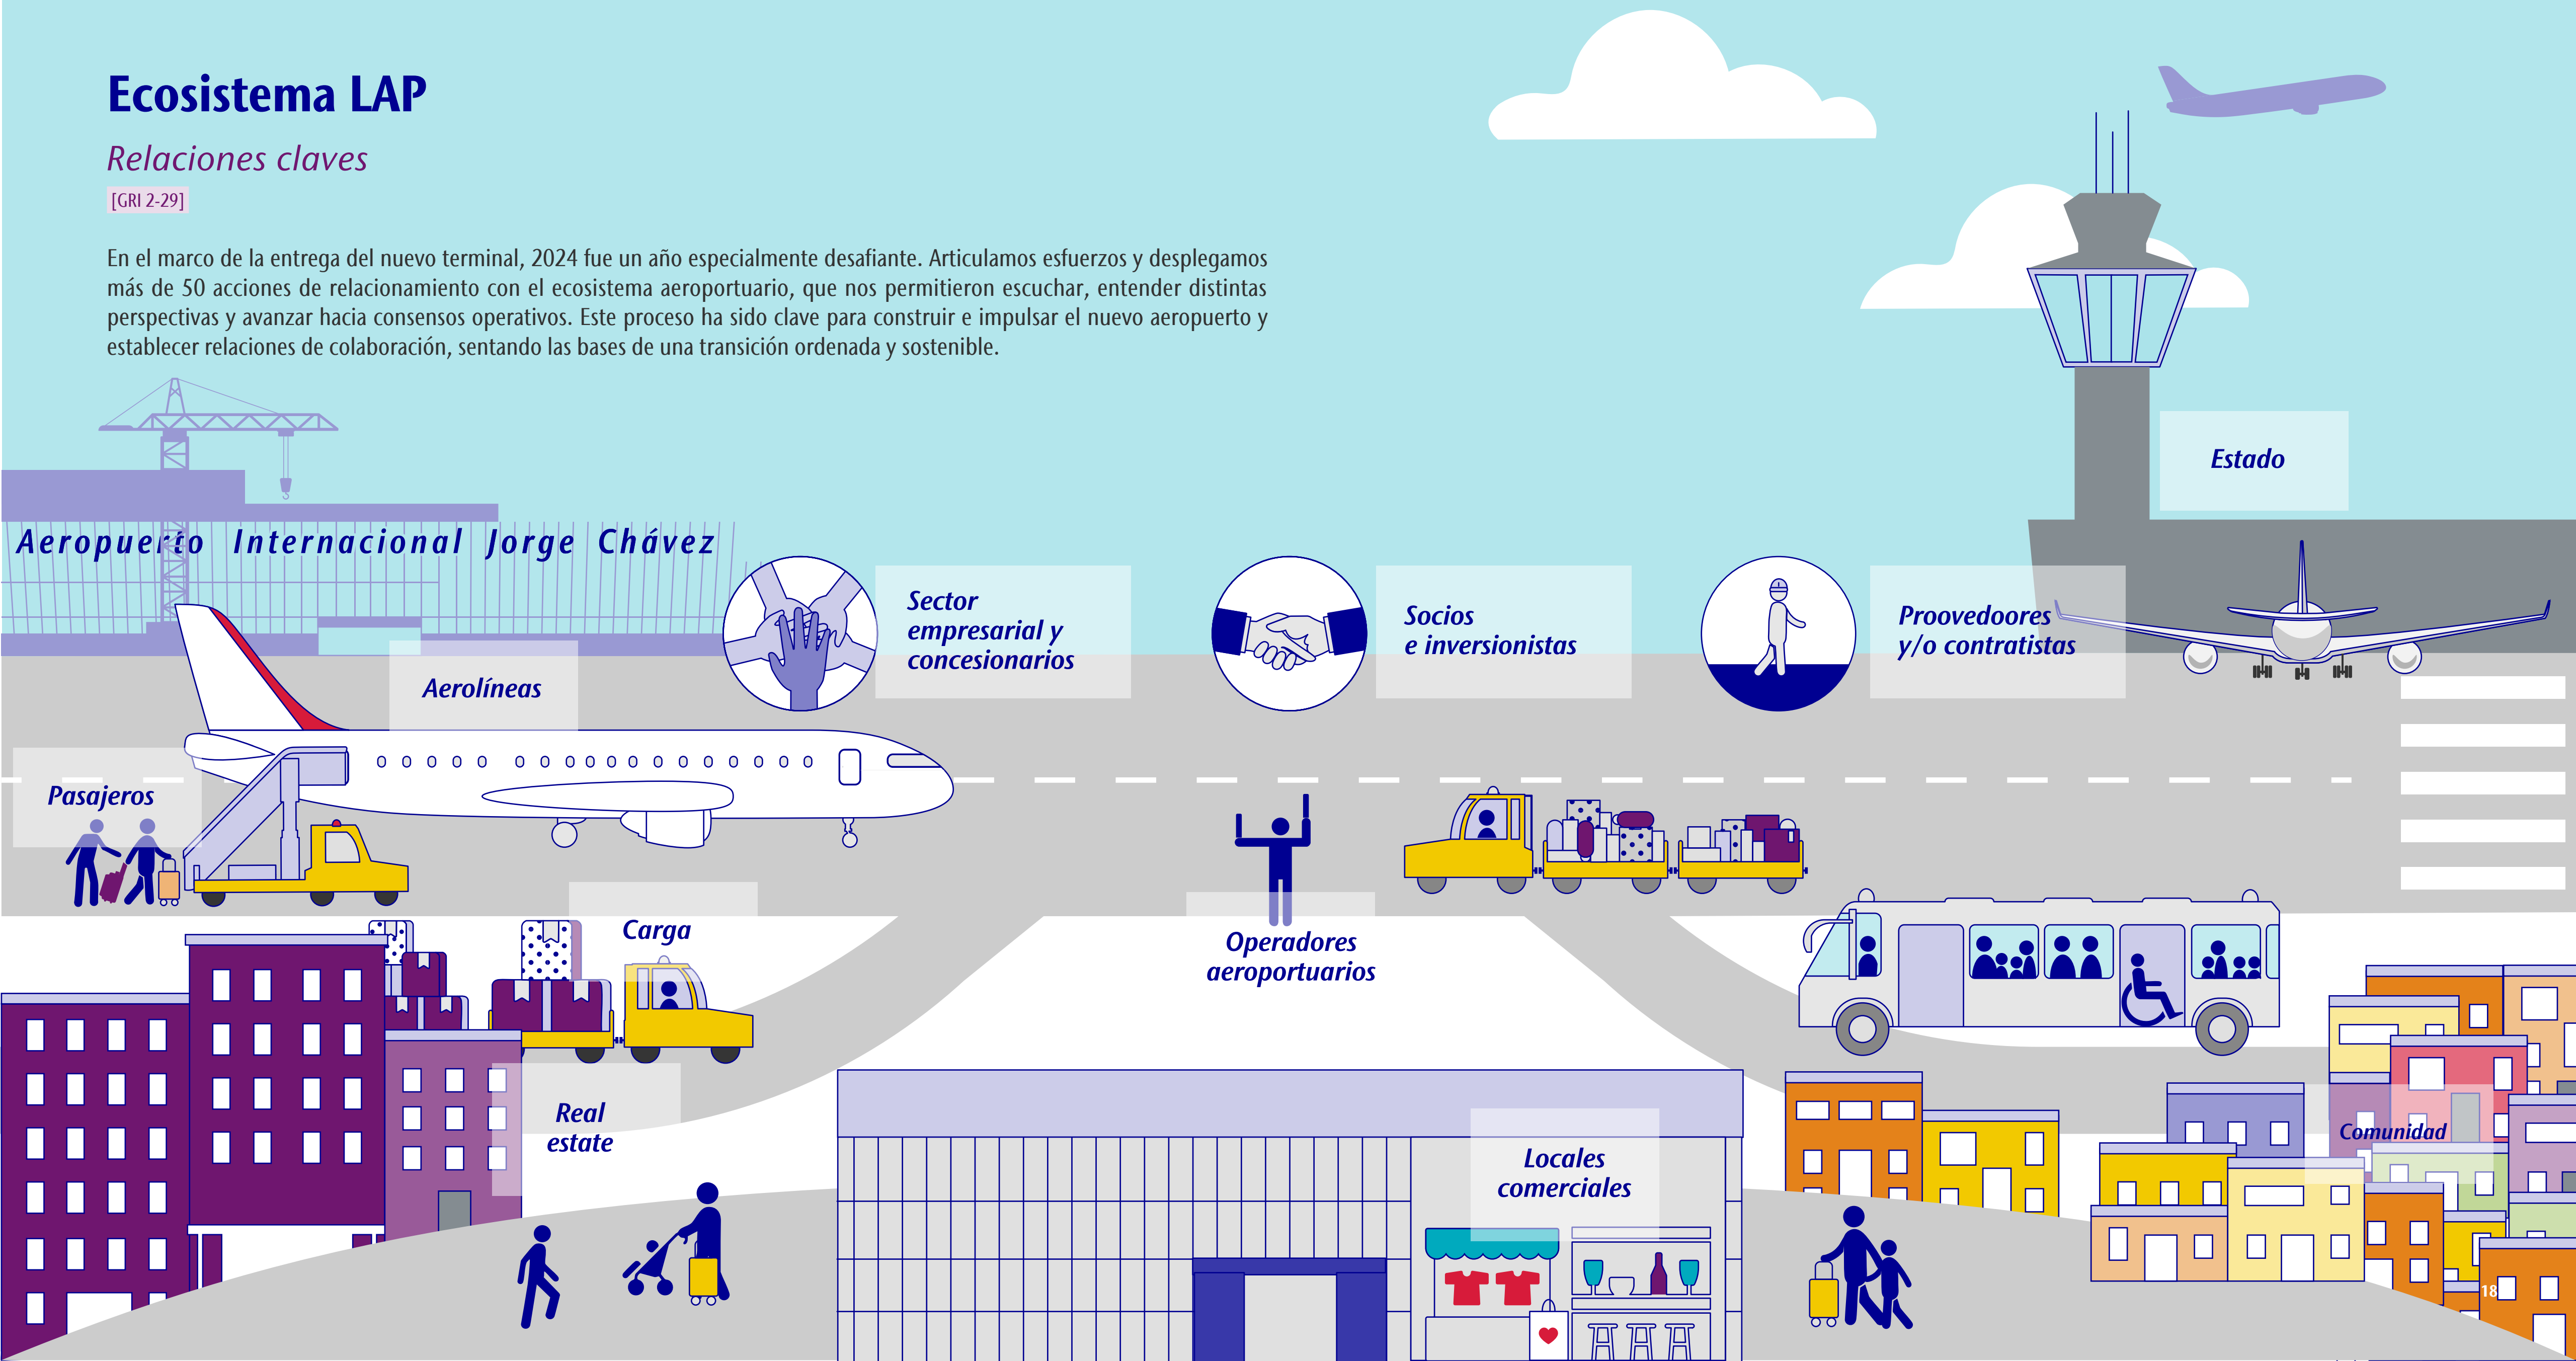 Ecosistema LAP
Relaciones claves
[GRI 2-29]
En el marco de la entrega del nuevo terminal, 2024 fue un año especialmente desafiante. Articulamos esfuerzos y desplegamos
más de 50 acciones de relacionamiento con el ecosistema aeroportuario, que nos permitieron escuchar, entender distintas
perspectivas y avanzar hacia consensos operativos. Este proceso ha sido clave para construir e impulsar el nuevo aeropuerto y
establecer relaciones de colaboración, sentando las bases de una transición ordenada y sostenible.
Estado
Aeropuerto Internacional Jorge Chávez
Sector
empresarial y
concesionarios
Socios
e inversionistas
Proovedoores
y/o contratistas
Aerolíneas
Pasajeros
Carga
Operadores
aeroportuarios
Real
estate
Locales
comerciales
Comunidad
18